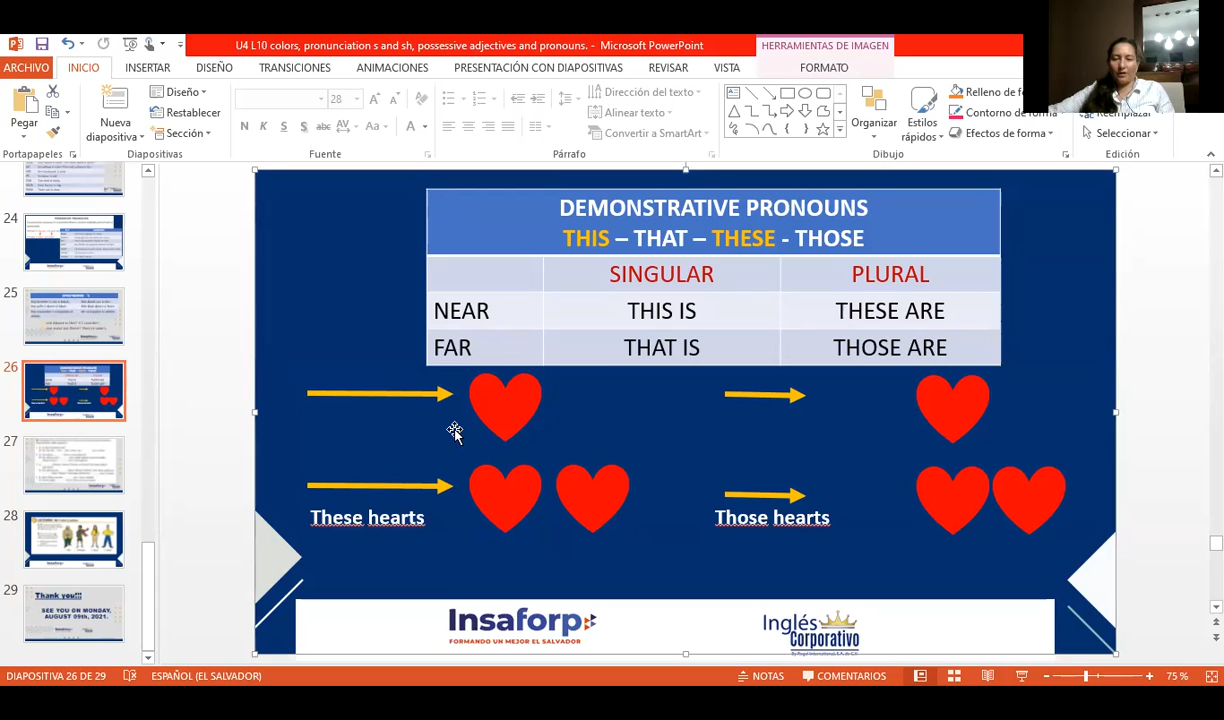 U4 L10 colors, pronunciation s and sh, possessive adjectives and pronouns. - Microsoft PowerPoint
HERRAMIENTAS DE IMAGEN
ARCHIVO INICIO INSERTAR DISEÑO TRANSICIONES ANIMACIONES PRESENTACIÓN CON DIAPOSITIVAS REVISAR VISTA FORMATO
Pegar
Nueva diapositiva
Diseño
Restablecer
Sección
28
N K S S abc AV Aa A
Dirección del texto
Alinear texto
Convertir a SmartArt
Organizar
Estilos rápidos
Relleno de
Contorno de
Efectos de forma
Reemplazar
Seleccionar
Portapapeles Diapositivas Fuente Párrafo Dibujo Edición
24
25
26
27
28
29
Thank you!!!
SEE YOU ON MONDAY,
AUGUST 09th, 2021.
DEMONSTRATIVE PRONOUNS
THIS – THAT – THESE - THOSE
SINGULAR PLURAL
NEAR THIS IS THESE ARE
FAR THAT IS THOSE ARE
These hearts Those hearts
Insaforp
FORMANDO UN MEJOR EL SALVADOR
Inglés
Corporativo
DIAPOSITIVA 26 DE 29 ESPAÑOL (EL SALVADOR) NOTAS COMENTARIOS 75 %